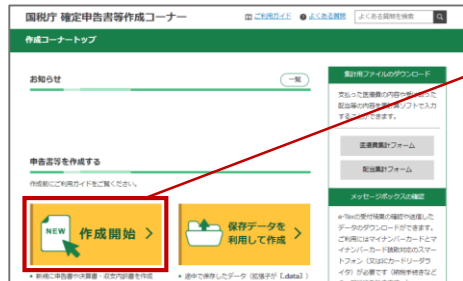 国税庁 確定申告書等作成コーナー
ご利用ガイド
よくある質問
よくある質問を検索
作成コーナートップ
お知らせ
一覧
申告書等を作成する
作成前にご利用ガイドをご覧ください。
NEW
作成開始
保存データを
利用して作成
• 新規に申告書や決算書・収支内訳書を作成
• 途中で保存したデータ（拡張子が「.data」）
集計用ファイルのダウンロード
支払った医療費の内容や
配当等の内容を
することができます。
医療費集計フォーム
配当集計フォーム
メッセージボックスの確認
e-Taxの受付結果の確認や送信した
データのダウンロードができます。
ご利用にはマイナンバーカードとマ
イナンバーカード読取対応のスマー
トフォン（又はICカードリーダラ
イタ）が必要です（納税手続きなど